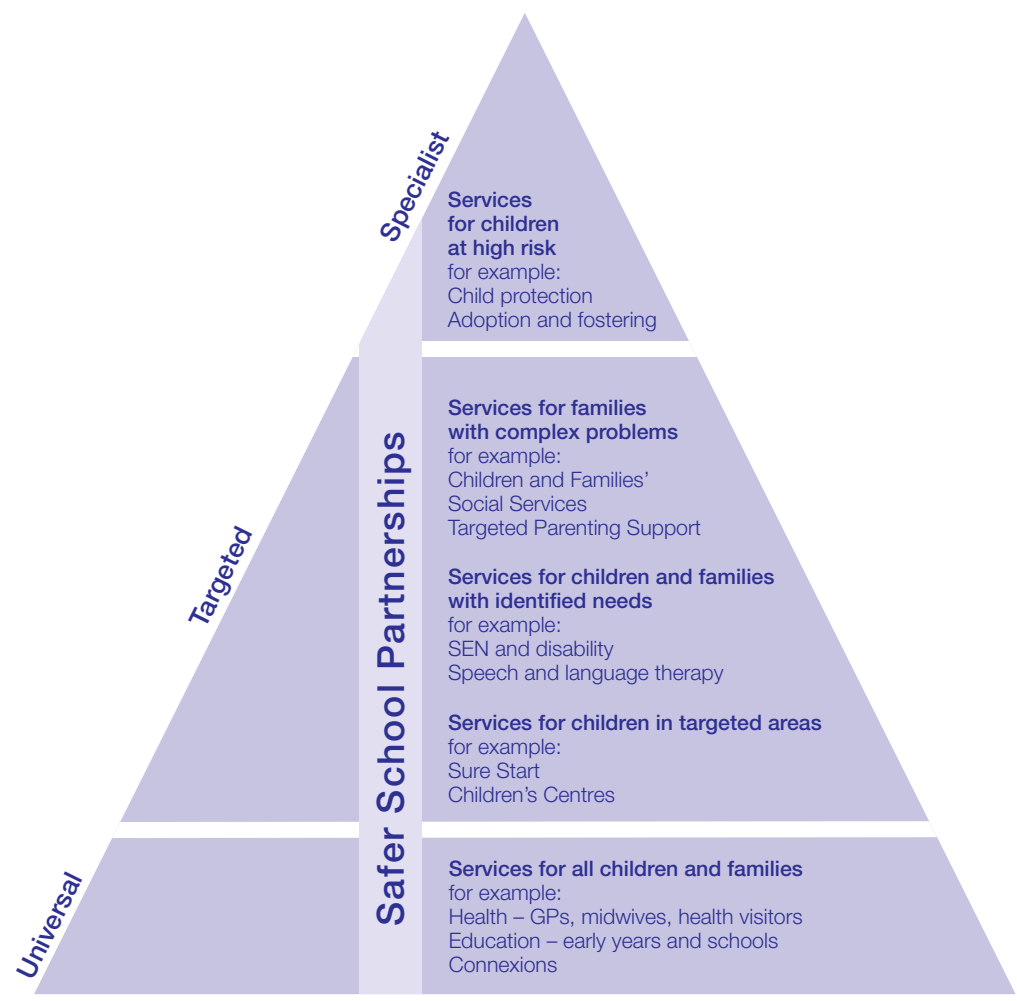 Specialist
Services
for children
at high risk
for example:
Child protection
Adoption and fostering
Targeted
Safer School Partnerships
Services for families
with complex problems
for example:
Children and Families’
Social Services
Targeted Parenting Support
Services for children and families
with identified needs
for example:
SEN and disability
Speech and language therapy
Services for children in targeted areas
for example:
Sure Start
Children’s Centres
Universal
Services for all children and families
for example:
Health – GPs, midwives, health visitors
Education – early years and schools
Connexions